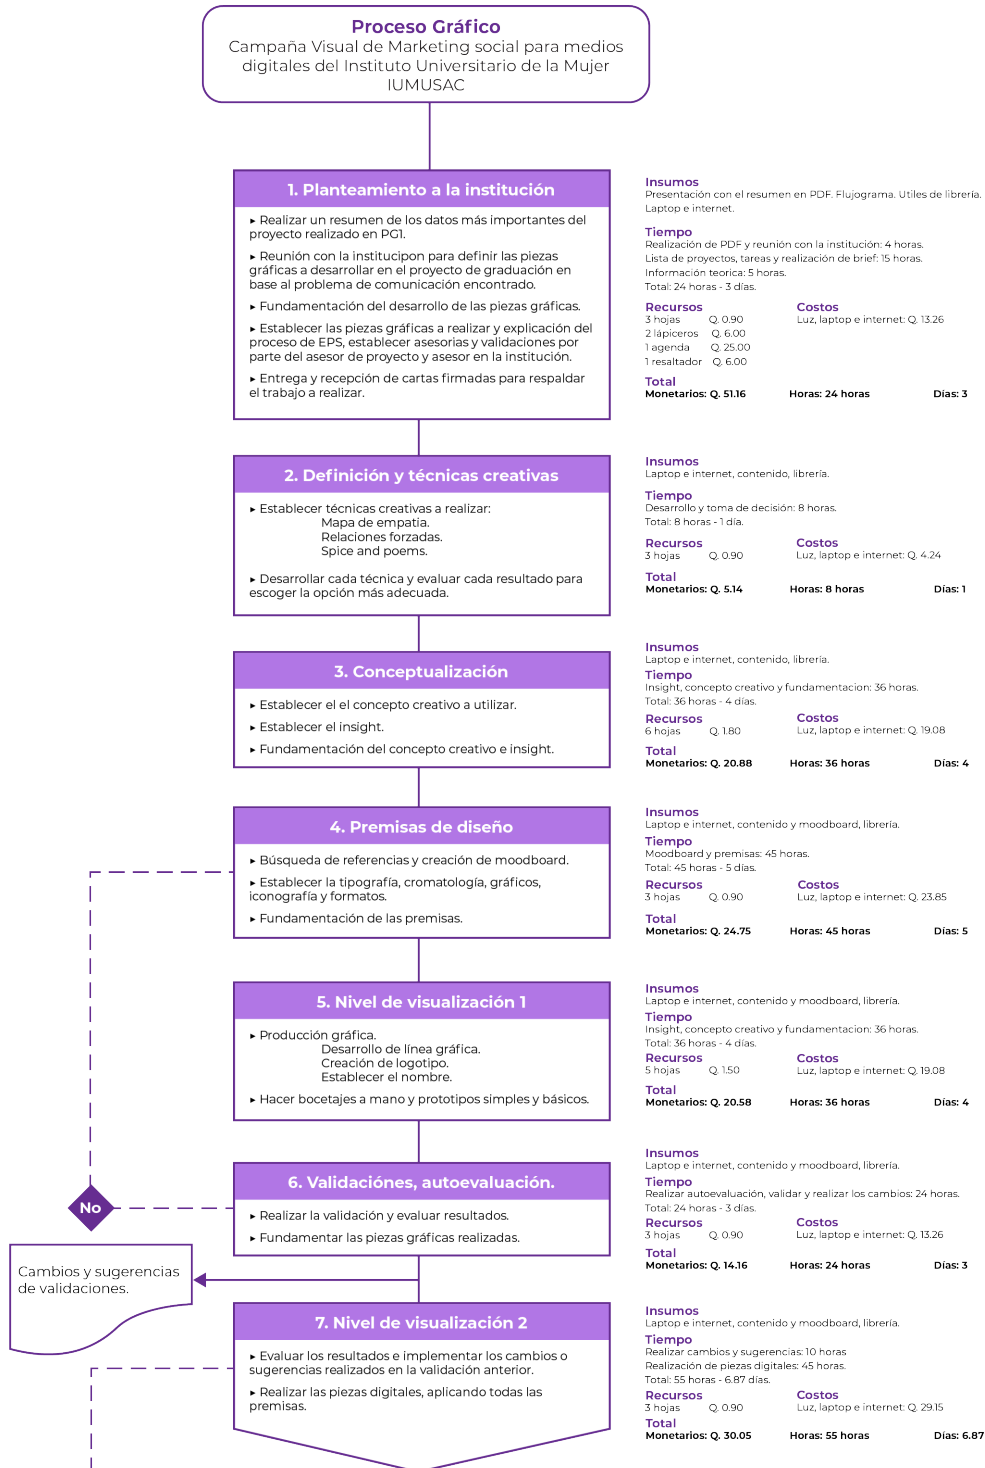 Proceso Gráfico
Campaña Visual de Marketing social para medios
digitales del Instituto Universitario de la Mujer
IUMUSAC
1. Planteamiento a la institución
▸ Realizar un resumen de los datos más importantes del
proyecto realizado en PG1.
▸ Reunión con la institucipon para definir las piezas
gráficas a desarrollar en el proyecto de graduación en
base al problema de comunicación encontrado.
▸ Fundamentación del desarrollo de las piezas gráficas.
▸ Establecer las piezas gráficas a realizar y explicación del
proceso de EPS, establecer asesorias y validaciones por
parte del asesor de proyecto y asesor en la institución.
▸ Entrega y recepción de cartas firmadas para respaldar
el trabajo a realizar.
Insumos
Presentación con el resumen en PDF. Flujograma. Utiles de librería.
Laptop e internet.
Tiempo
Realización de PDF y reunión con la institución: 4 horas.
Lista de proyectos, tareas y realización de brief: 15 horas.
Información teorica: 5 horas.
Total: 24 horas - 3 días.
Recursos Costos
3 hojas Q. 0.90 Luz, laptop e internet: Q. 13.26
2 lápiceros Q. 6.00
1 agenda Q. 25.00
1 resaltador Q. 6.00
Total
Monetarios: Q. 51.16 Horas: 24 horas Días: 3
2. Definición y técnicas creativas
▸ Establecer técnicas creativas a realizar:
Mapa de empatía.
Relaciones forzadas.
Spice and poems.
▸ Desarrollar cada técnica y evaluar cada resultado para
escoger la opción más adecuada.
Insumos
Laptop e internet, contenido, librería.
Tiempo
Desarrollo y toma de decisión: 8 horas.
Total: 8 horas - 1 día.
Recursos Costos
3 hojas Q. 0.90 Luz, laptop e internet: Q. 4.24
Total
Monetarios: Q. 5.14 Horas: 8 horas Días: 1
3. Conceptualización
▸ Establecer el el concepto creativo a utilizar.
▸ Establecer el insight.
▸ Fundamentación del concepto creativo e insight.
Insumos
Laptop e internet, contenido, librería.
Tiempo
Insight, concepto creativo y fundamentacion: 36 horas.
Total: 36 horas - 4 días.
Recursos Costos
6 hojas Q. 1.80 Luz, laptop e internet: Q. 19.08
Total
Monetarios: Q. 20.88 Horas: 36 horas Días: 4
4. Premisas de diseño
▸ Búsqueda de referencias y creación de moodboard.
▸ Establecer la tipografía, cromatología, gráficos,
iconografía y formatos.
▸ Fundamentación de las premisas.
Insumos
Laptop e internet, contenido y moodboard, librería.
Tiempo
Moodboard y premisas: 45 horas.
Total: 45 horas - 5 días.
Recursos Costos
3 hojas Q. 0.90 Luz, laptop e internet: Q. 23.85
Total
Monetarios: Q. 24.75 Horas: 45 horas Días: 5
5. Nivel de visualización 1
▸ Producción gráfica.
Desarrollo de línea gráfica.
Creación de logotipo.
Establecer el nombre.
▸ Hacer bocetajes a mano y prototipos simples y básicos.
Insumos
Laptop e internet, contenido y moodboard, librería.
Tiempo
Insight, concepto creativo y fundamentacion: 36 horas.
Total: 36 horas - 4 días.
Recursos Costos
5 hojas Q. 1.50 Luz, laptop e internet: Q. 19.08
Total
Monetarios: Q. 20.58 Horas: 36 horas Días: 4
6. Validaciónes, autoevaluación.
▸ Realizar la validación y evaluar resultados.
▸ Fundamentar las piezas gráficas realizadas.
Insumos
Laptop e internet, contenido y moodboard, librería.
Tiempo
Realizar autoevaluación, validar y realizar los cambios: 24 horas.
Total: 24 horas - 3 días.
Recursos Costos
3 hojas Q. 0.90 Luz, laptop e internet: Q. 13.26
Total
Monetarios: Q. 14.16 Horas: 24 horas Días: 3
No
Cambios y sugerencias
de validaciones.
7. Nivel de visualización 2
▸ Evaluar los resultados e implementar los cambios o
sugerencias realizados en la validación anterior.
▸ Realizar las piezas digitales, aplicando todas las
premisas.
Insumos
Laptop e internet, contenido y moodboard, librería.
Tiempo
Realizar cambios y sugerencias: 10 horas
Realización de piezas digitales: 45 horas.
Total: 55 horas - 6.87 días.
Recursos Costos
3 hojas Q. 0.90 Luz, laptop e internet: Q. 29.15
Total
Monetarios: Q. 30.05 Horas: 55 horas Días: 6.87